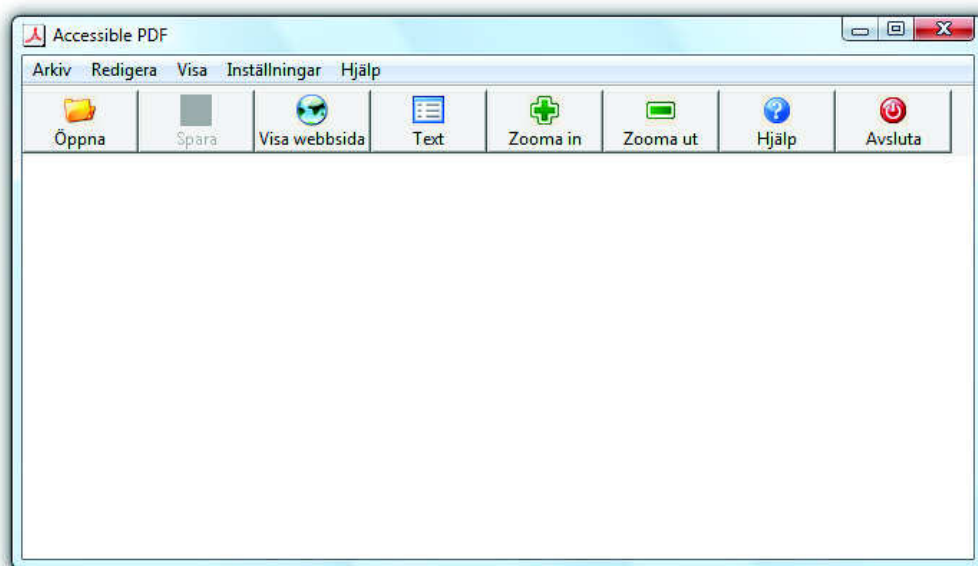 Accessible PDF
Arkiv Redigera Visa Inställningar Hjälp
Öppna Spara Visa webbsida Text Zooma in Zooma ut Hjälp Avsluta